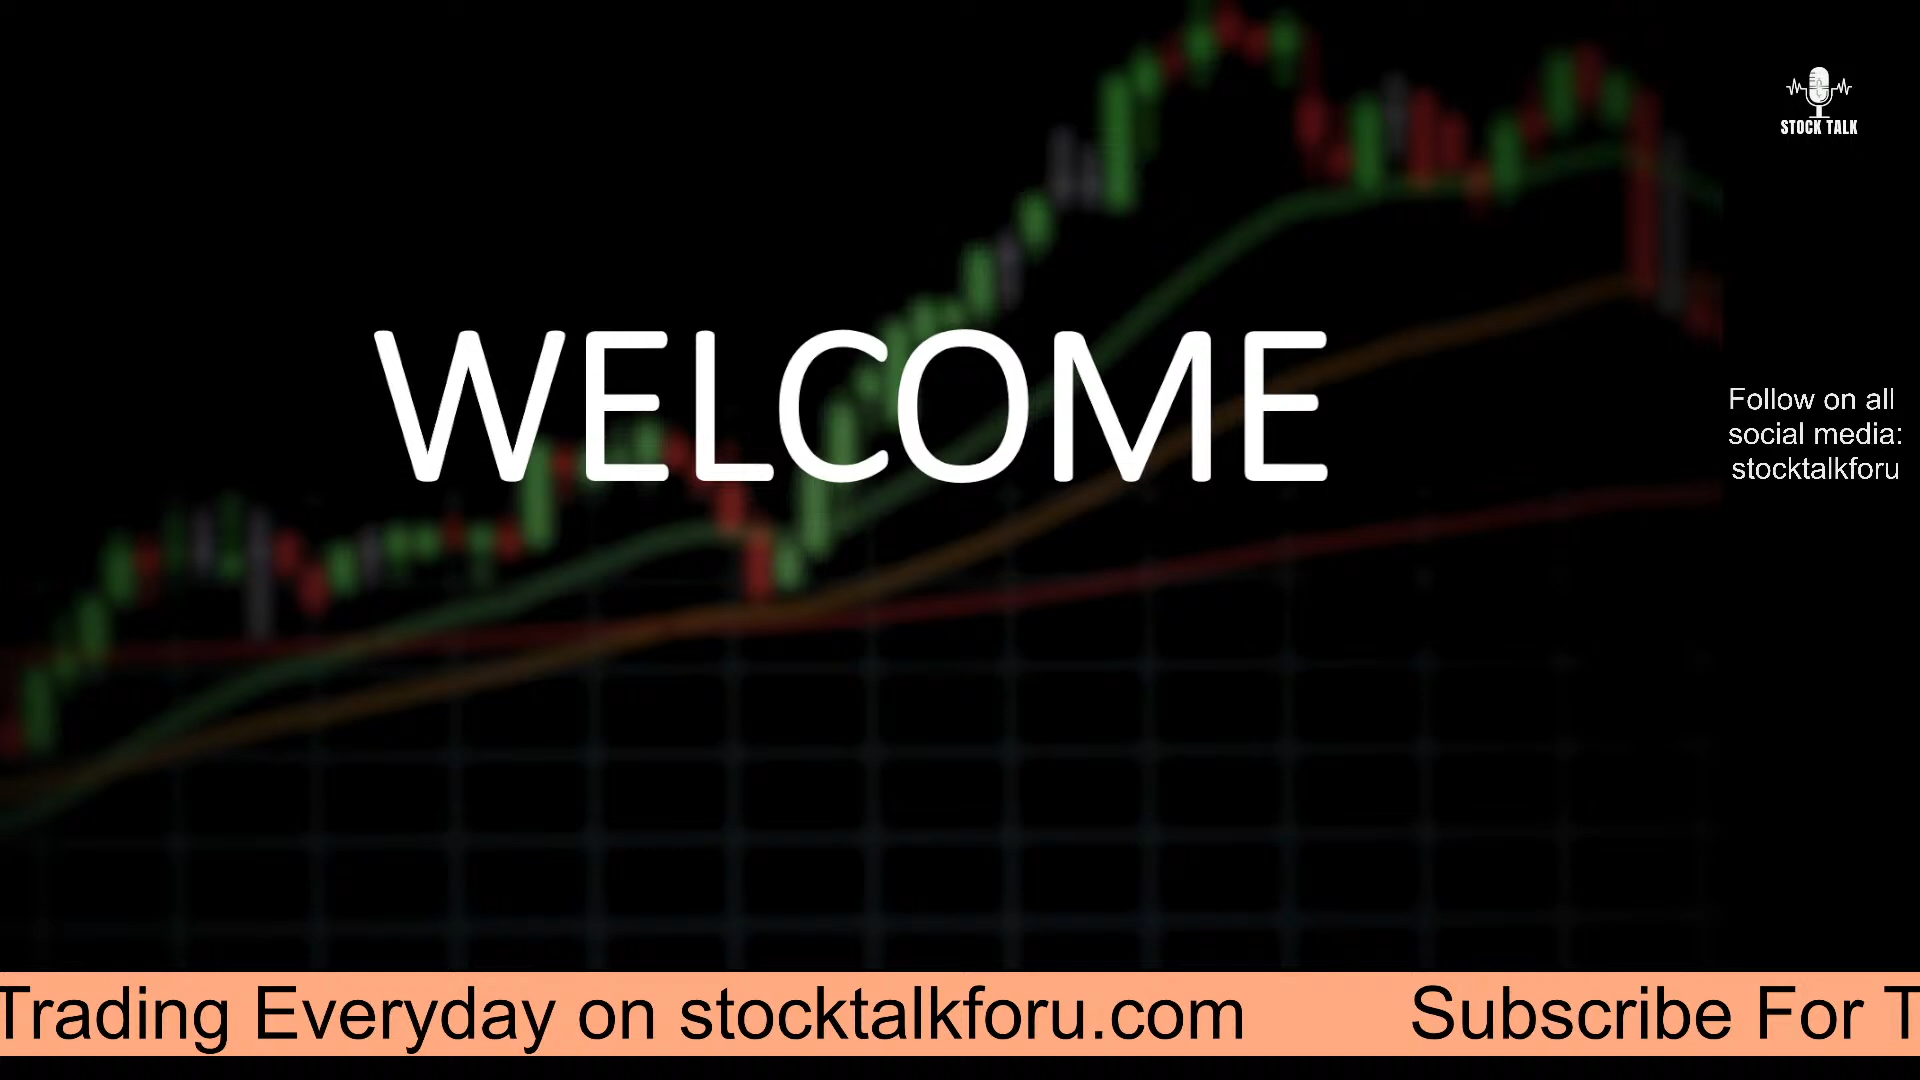 STOCK TALK
WELCOME
Follow on all
social media:
stocktalkforu
Trading Everyday on stocktalkforu.com Subscribe For T